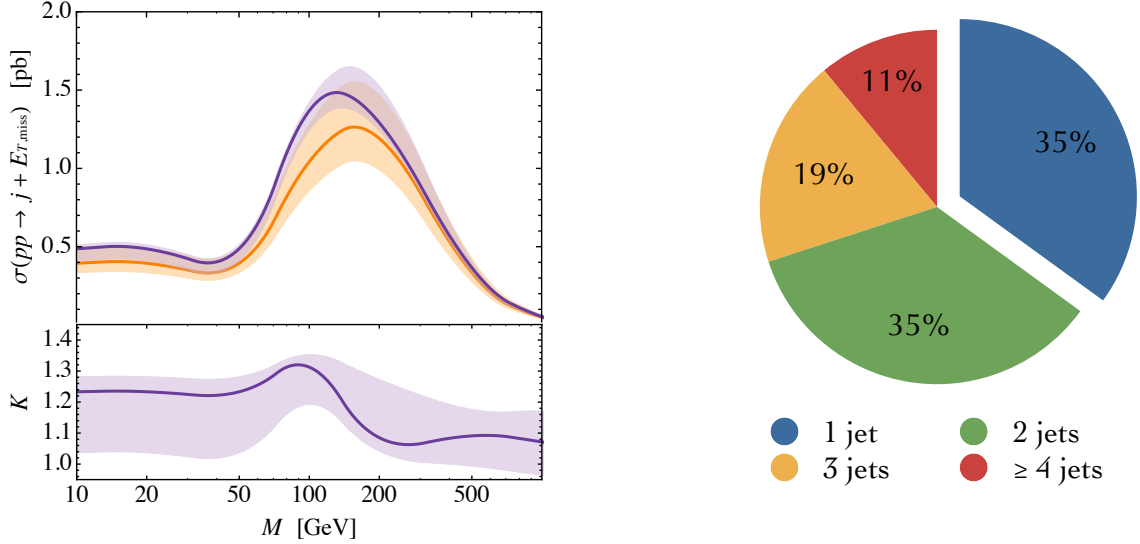 2.0
1.5
1.0
0.5
σ(pp → j + E_{T,miss}) [pb]
1.4
1.3
1.2
1.1
1.0
K
10 20 50 100 200 500
M [GeV]
35%
11%
19%
35%
1 jet 2 jets
3 jets ≥ 4 jets